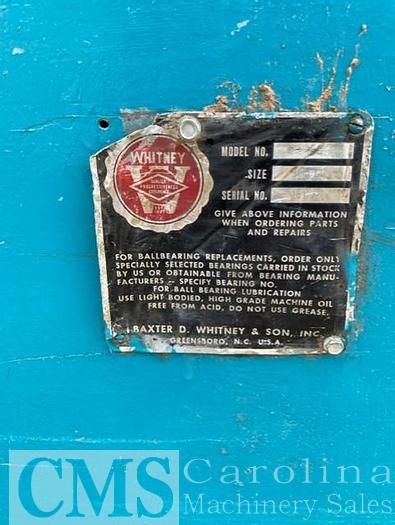 WHITNEY
MODEL NO.
SIZE
SERIAL NO.
GIVE ABOVE INFORMATION
WHEN ORDERING PARTS
AND REPAIRS
FOR BALLBEARING REPLACEMENTS, ORDER ONLY
SPECIALLY SELECTED BEARINGS CARRIED IN STOCK
BY US OR OBTAINABLE FROM BEARING MANU-
FACTURERS - SPECIFY BEARING NO.
FOR BALL BEARING LUBRICATION
USE LIGHT BODIED, HIGH GRADE MACHINE OIL
FREE FROM ACID, DO NOT USE GREASE.
BAXTER D. WHITNEY & SON, INC.
GREENSBORO, N.C. U.S.A.
CMS Carolina
Machinery Sales